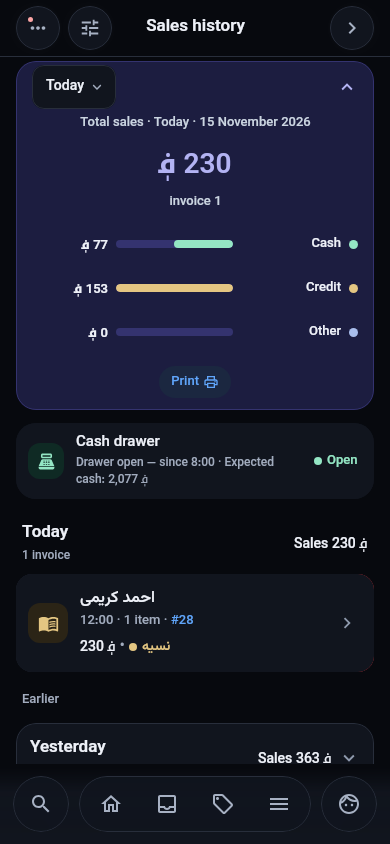 Sales history
Today
Total sales · Today · 15 November 2026
؋ 230
invoice 1
؋ 77
Cash
؋ 153
Credit
؋ 0
Other
Print
Cash drawer
Drawer open — since 8:00 · Expected
cash: 2,077 ؋
Open
Today
1 invoice
Sales 230 ؋
احمد کریمی
12:00 · 1 item · #28
230 ؋ • نسیه
Earlier
Yesterday
Sales 363 ؋